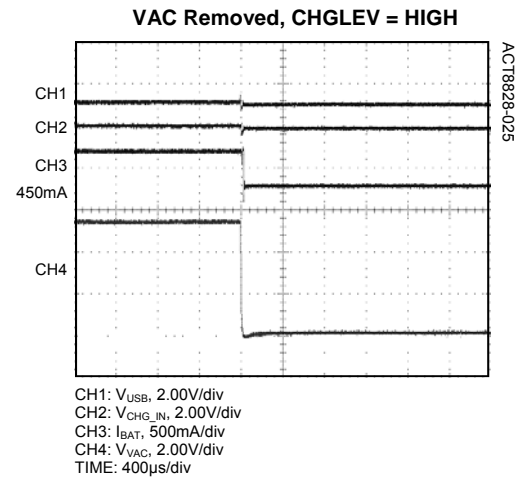 VAC Removed, CHGLEV = HIGH
ACT8828-025
CH1
CH2
CH3
450mA
CH4
CH1: VUSB, 2.00V/div
CH2: VCHG_IN, 2.00V/div
CH3: IBAT, 500mA/div
CH4: VVAC, 2.00V/div
TIME: 400µs/div